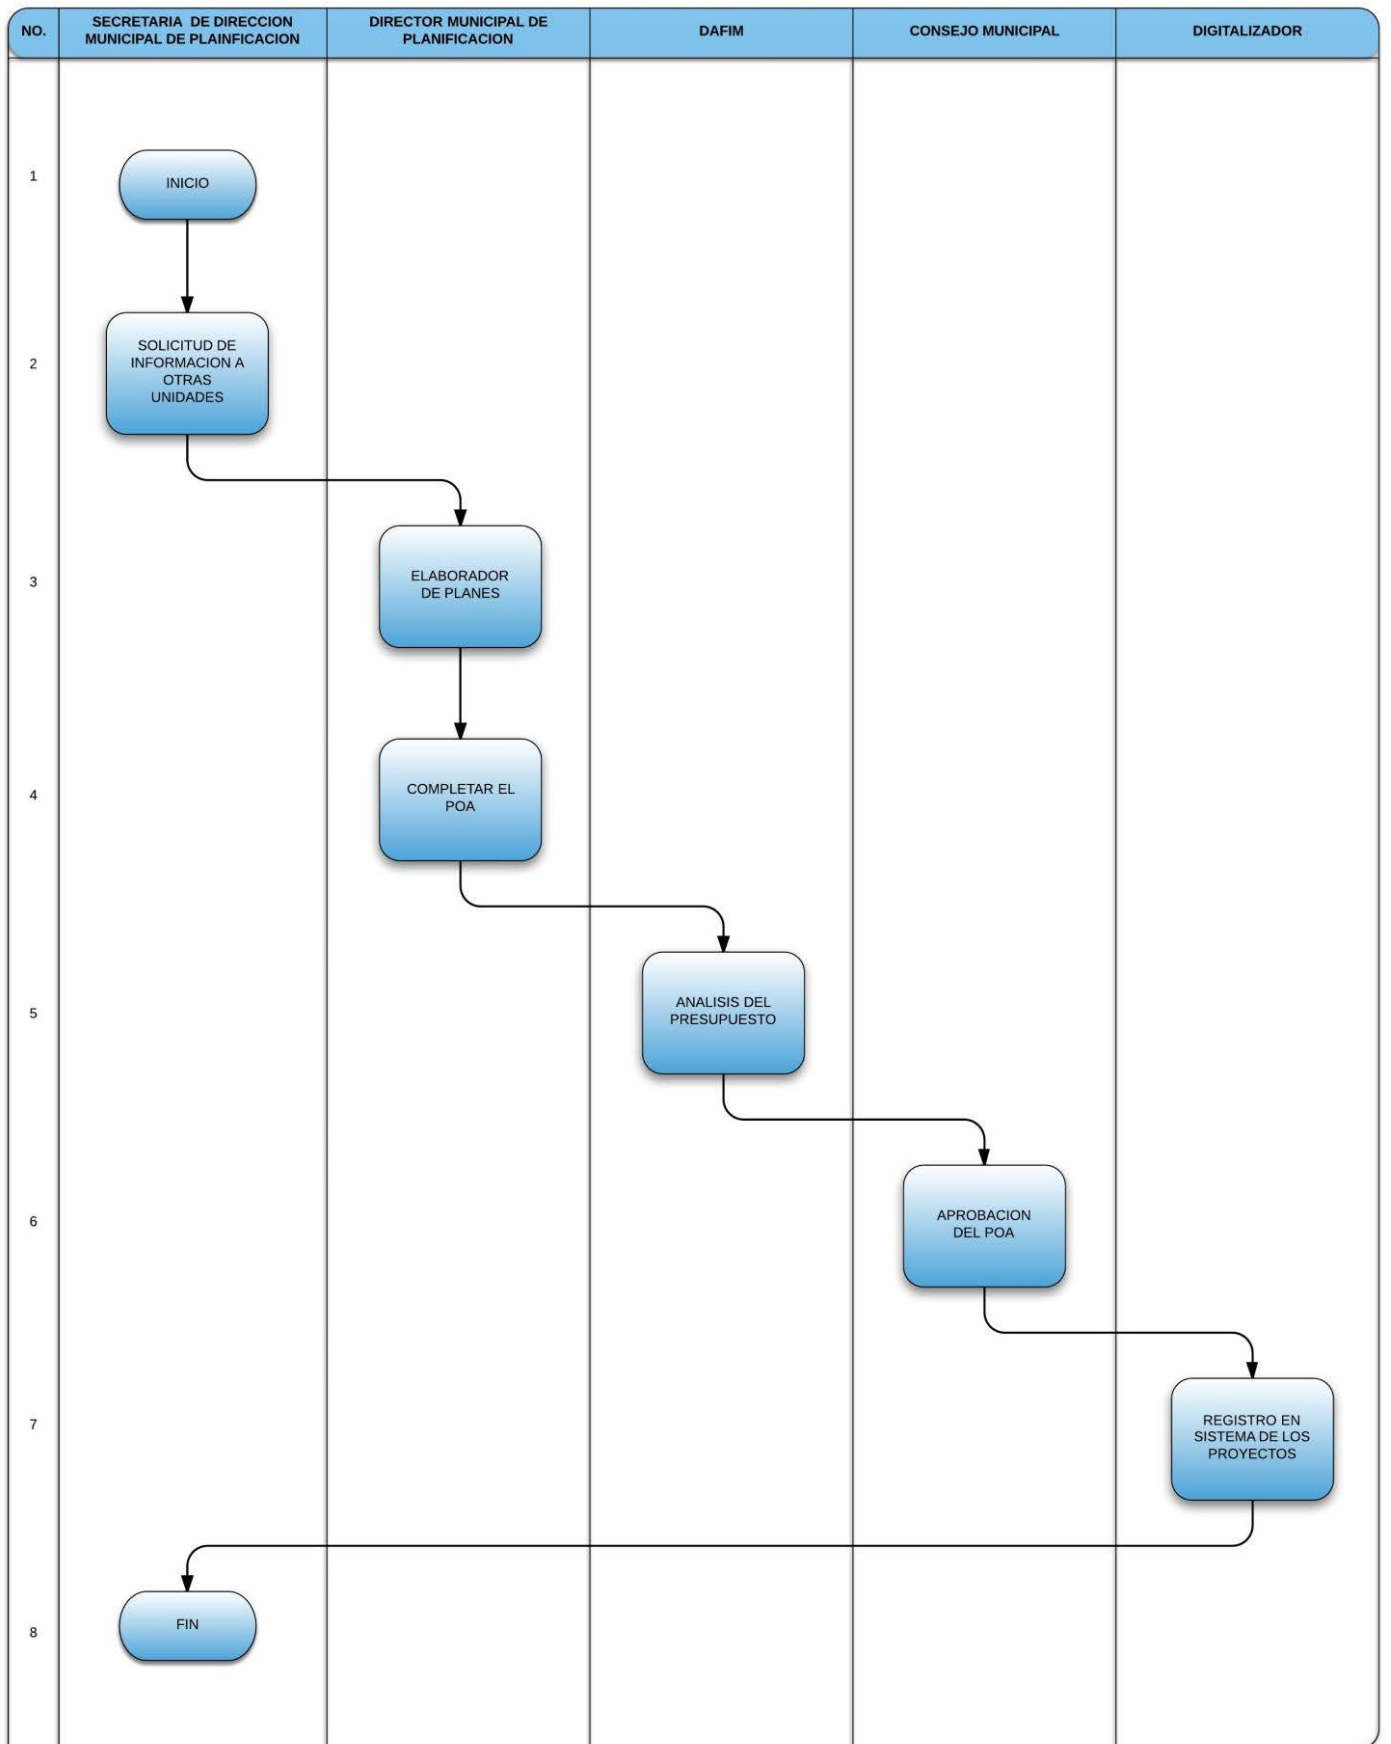 NO.
SECRETARIA DE DIRECCION
MUNICIPAL DE PLAINFICACION
DIRECTOR MUNICIPAL DE
PLANIFICACION
DAFIM
CONSEJO MUNICIPAL
DIGITALIZADOR
1
INICIO
2
SOLICITUD DE
INFORMACION A
OTRAS
UNIDADES
3
ELABORADOR
DE PLANES
4
COMPLETAR EL
POA
5
ANALISIS DEL
PRESUPUESTO
6
APROBACION
DEL POA
7
REGISTRO EN
SISTEMA DE LOS
PROYECTOS
8
FIN